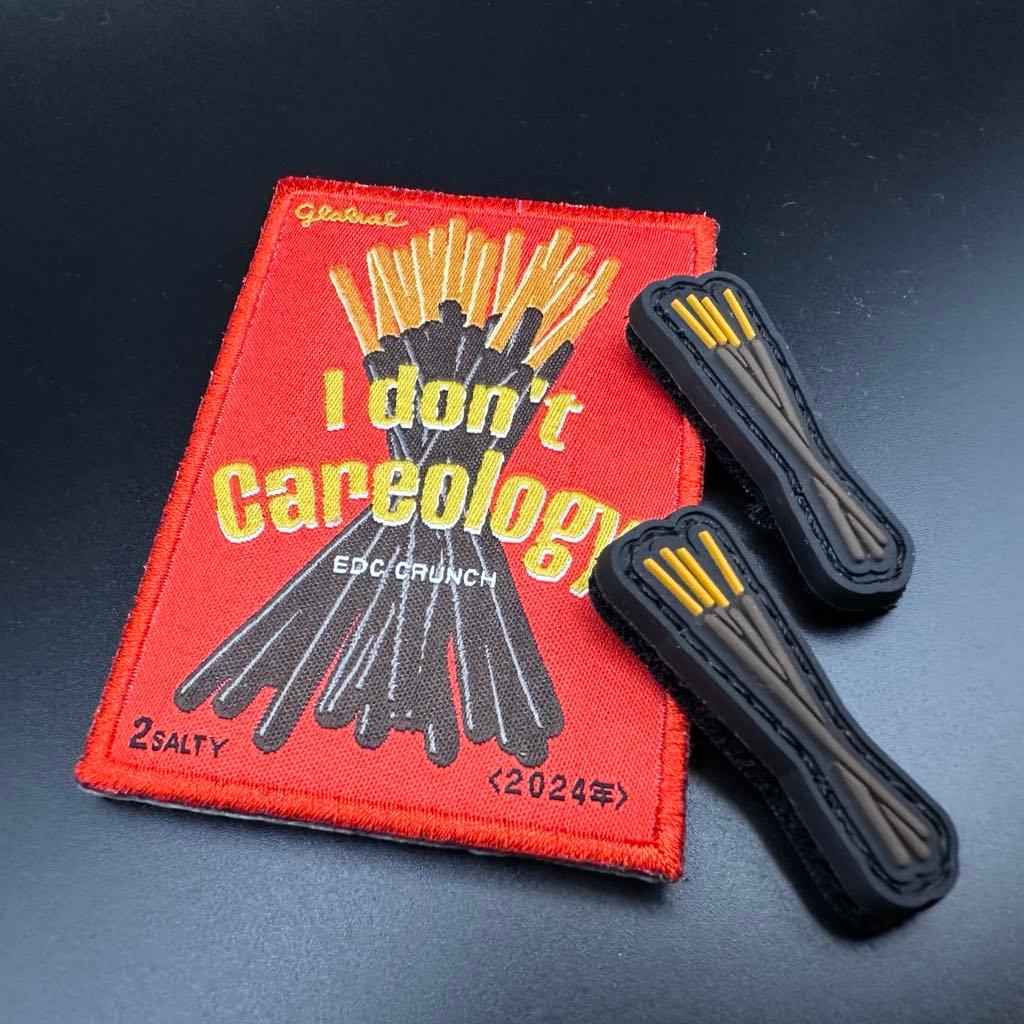 I don't
Careology
EDC CRUNCH
2SALTY
<2024年>